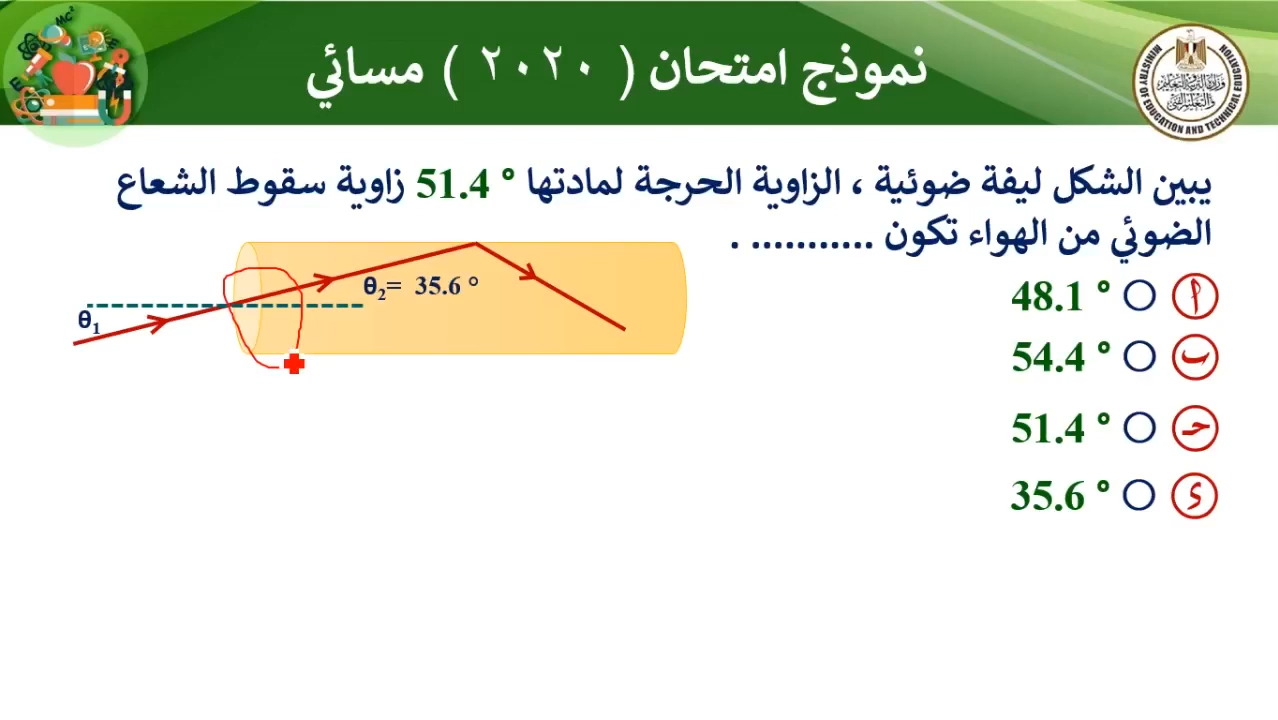 نموذج امتحان ( ٢٠٢٠ ) مسائي
MINISTRY OF EDUCATION AND TECHNICAL EDUCATION
MC²
يبين الشكل ليفة ضوئية ، الزاوية الحرجة لمادتها ° 51.4 زاوية سقوط الشعاع
الضوئي من الهواء تكون ........... .
θ₂= 35.6 °
θ₁
أ 48.1 °
ب 54.4 °
حـ 51.4 °
د 35.6 °